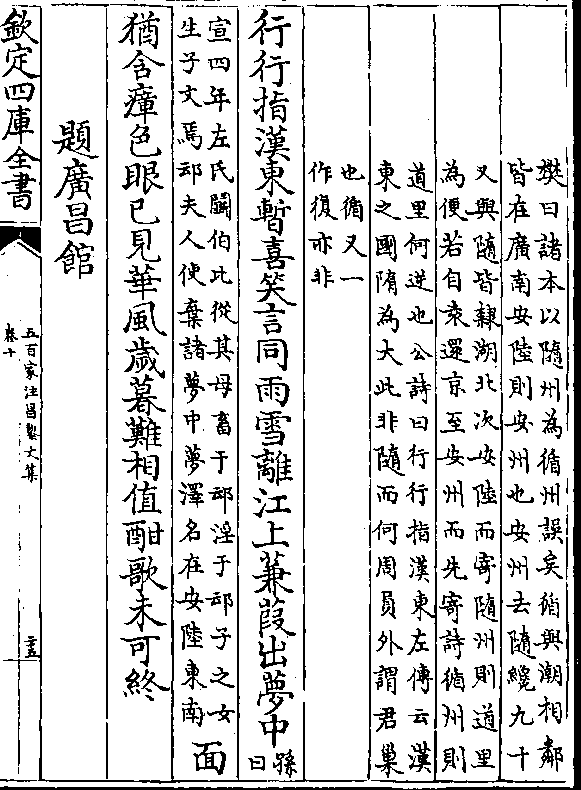 樊曰諸本以隨州為循州誤矣循與潮相鄰
皆在廣南安陸則安州也安州去隨纔九十
又與隨皆隸湖北次安陸而寄隨州則道里
為便若自袁還京至安州而先寄詩循州則
道里何逆也公詩曰行行指漢東左傳云漢
東之國隋為大此非隨而何周員外謂君巢
也循又一
作復亦非
行行指漢東暫喜笑言同雨雪離江上蒹葭出夢中孫曰
宣四年左氏鬬伯比從其母畜于䢵淫于䢵子之女
生子文焉䢵夫人使棄諸夢中夢澤名在安陸東南
面
猶含瘴色眼已見華風歲暮難相值酣歌未可終
題廣昌館
欽定四庫全書
五百家注昌黎文集
卷十
二十五